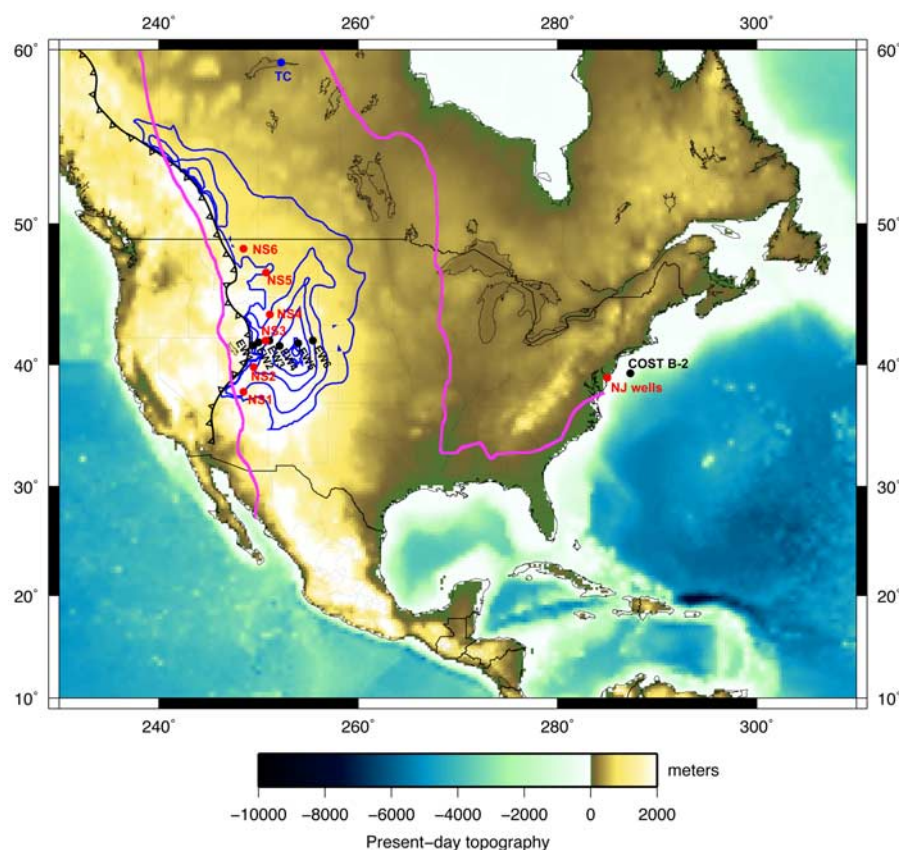 240° 260° 280° 300°
60° 60°
TC
50° 50°
NS6
NS5
NS4
NS3
40° 40°
EW6
COST B-2
NS2
NJ wells
NS1
30° 30°
20° 20°
10° 10°
240° 260° 280° 300°
meters
−10000 −8000 −6000 −4000 −2000 0 2000
Present−day topography